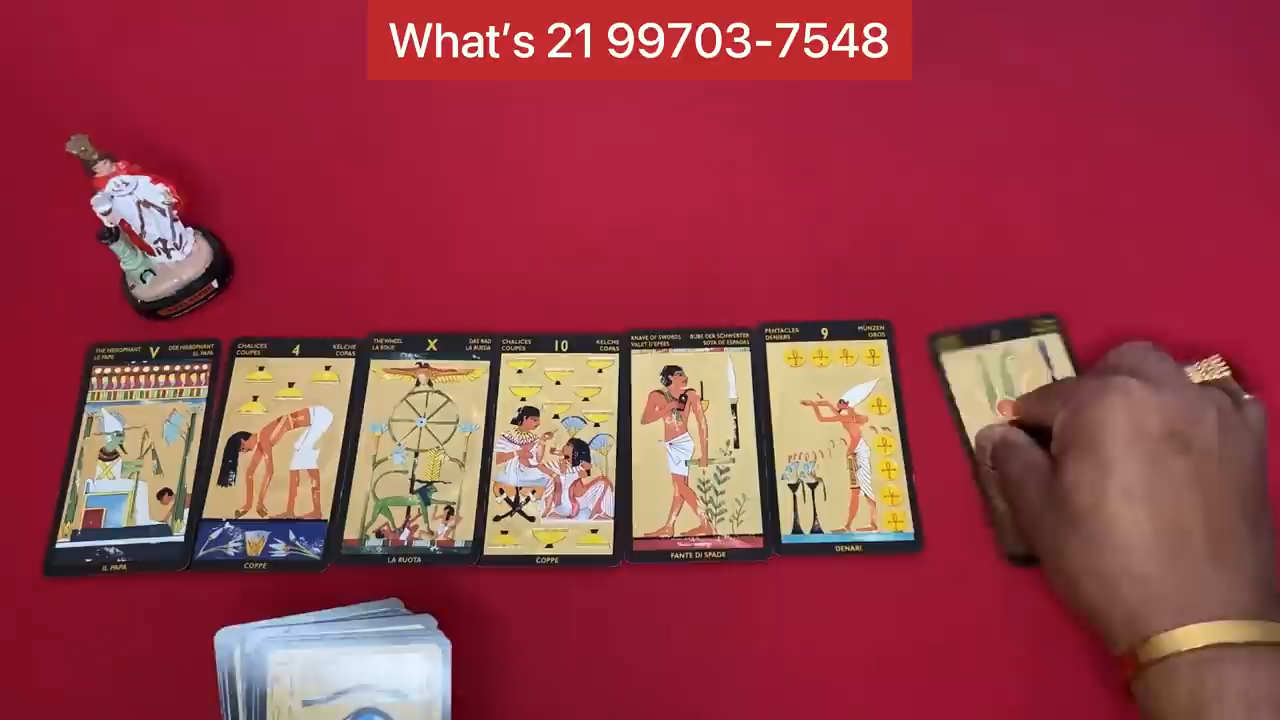 What's 21 99703-7548
THE HIEROPHANT
LE PAPE
V
DER HIEROPHANT
EL PAPA
IL PAPA
CHALICES
COUPES
4
KELCHE
COPAS
COPPE
THE WHEEL
LA ROUE
X
DAS RAD
LA RUEDA
LA RUOTA
CHALICES
COUPES
10
KELCHE
COPAS
COPPE
KNAVE OF SWORDS
VALET D'EPEES
BUBE DER SCHWERTER
SOTA DE ESPADAS
FANTE DI SPADE
PENTACLES
DENIERS
9
MÜNZEN
OROS
DENARI